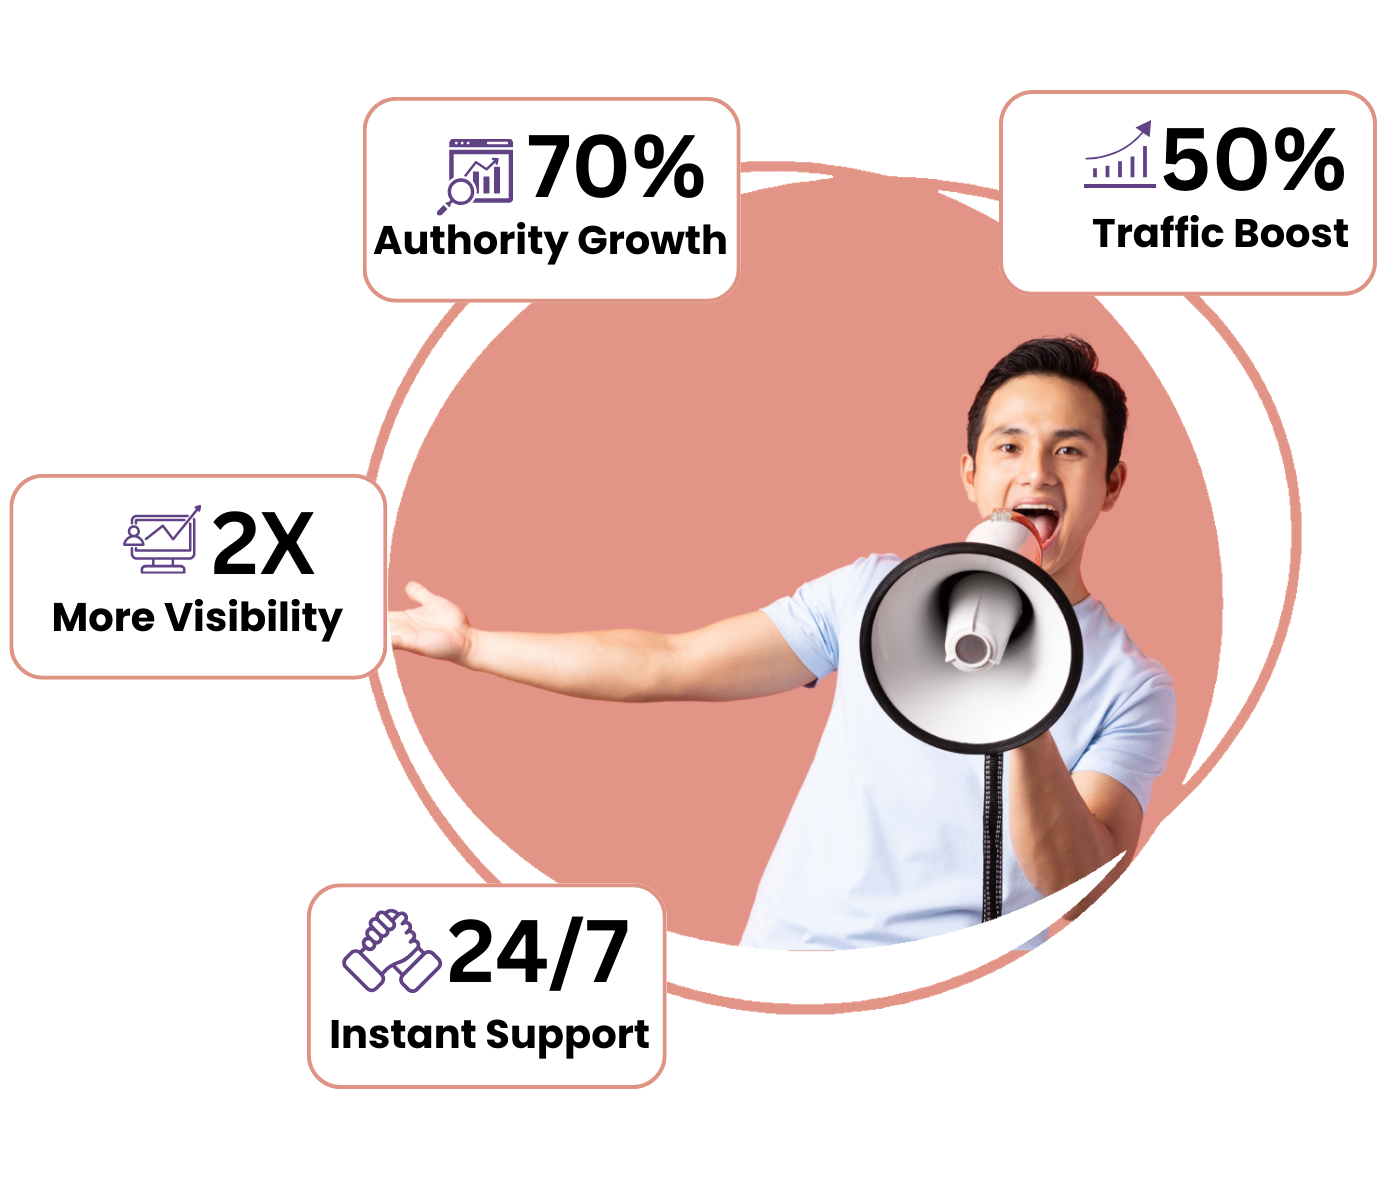 70%
Authority Growth
50%
Traffic Boost
2X
More Visibility
24/7
Instant Support